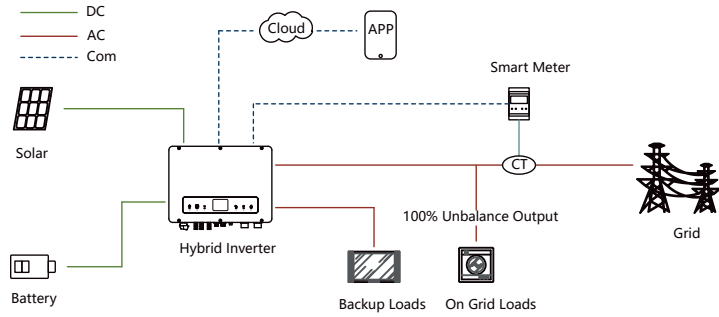 DC
AC
Com
Cloud
APP
Smart Meter
Solar
CT
100% Unbalance Output
Hybrid Inverter
Grid
Battery
Backup Loads
On Grid Loads